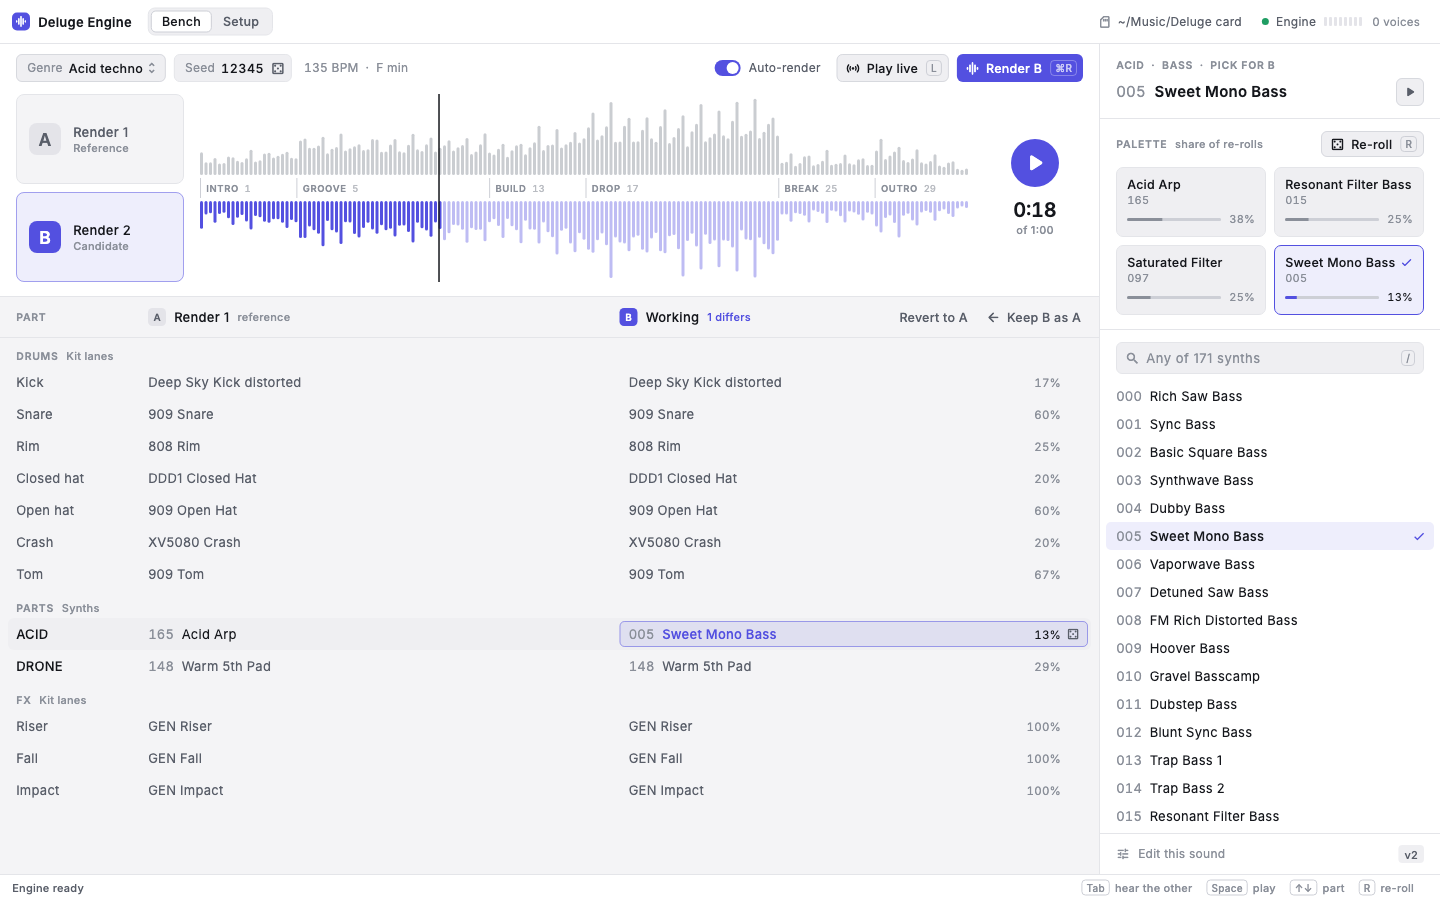 Deluge Engine Bench Setup ~/Music/Deluge card Engine 0 voices
Genre Acid techno Seed 12345 135 BPM · F min Auto-render Play live L Render B ⌘R
A Render 1
Reference
B Render 2
Candidate
INTRO 1 GROOVE 5 BUILD 13 DROP 17 BREAK 25 OUTRO 29
0:18
of 1:00
PART A Render 1 reference B Working 1 differs Revert to A ← Keep B as A
DRUMS Kit lanes
Kick Deep Sky Kick distorted Deep Sky Kick distorted 17%
Snare 909 Snare 909 Snare 60%
Rim 808 Rim 808 Rim 25%
Closed hat DDD1 Closed Hat DDD1 Closed Hat 20%
Open hat 909 Open Hat 909 Open Hat 60%
Crash XV5080 Crash XV5080 Crash 20%
Tom 909 Tom 909 Tom 67%
PARTS Synths
ACID 165 Acid Arp 005 Sweet Mono Bass 13%
DRONE 148 Warm 5th Pad 148 Warm 5th Pad 29%
FX Kit lanes
Riser GEN Riser GEN Riser 100%
Fall GEN Fall GEN Fall 100%
Impact GEN Impact GEN Impact 100%
ACID · BASS · PICK FOR B
005 Sweet Mono Bass
PALETTE share of re-rolls Re-roll R
Acid Arp
165
38%
Resonant Filter Bass
015
25%
Saturated Filter
097
25%
Sweet Mono Bass
005
13%
Any of 171 synths /
000 Rich Saw Bass
001 Sync Bass
002 Basic Square Bass
003 Synthwave Bass
004 Dubby Bass
005 Sweet Mono Bass
006 Vaporwave Bass
007 Detuned Saw Bass
008 FM Rich Distorted Bass
009 Hoover Bass
010 Gravel Basscamp
011 Dubstep Bass
012 Blunt Sync Bass
013 Trap Bass 1
014 Trap Bass 2
015 Resonant Filter Bass
Edit this sound v2
Engine ready Tab hear the other Space play ↑↓ part R re-roll